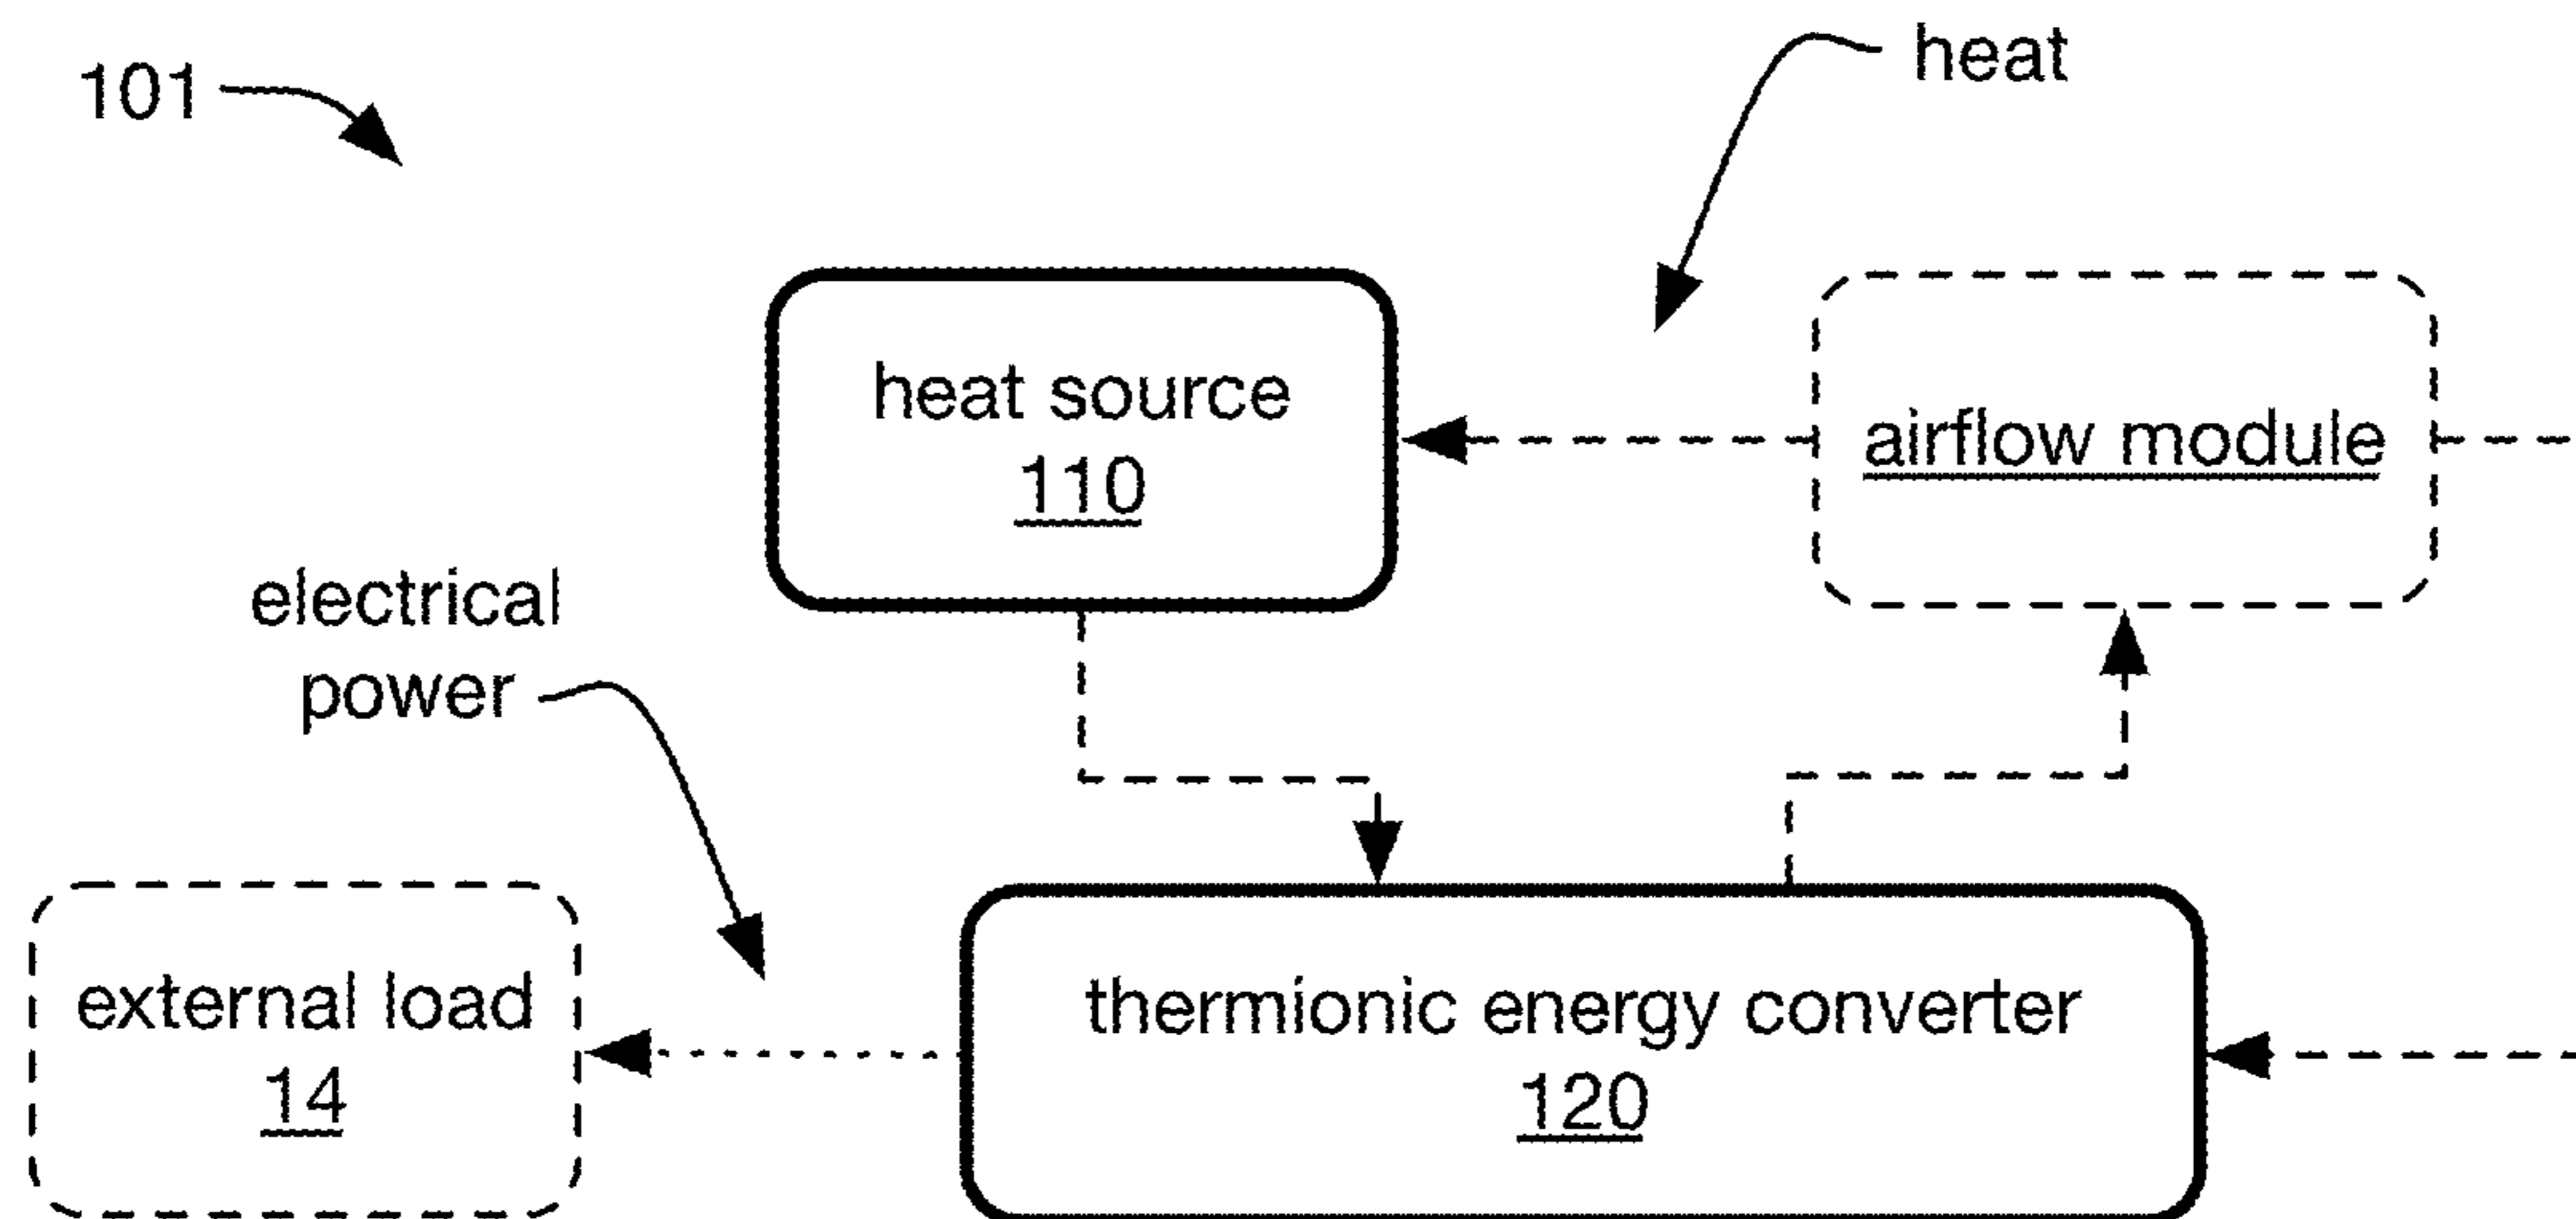 101
heat
heat source
110
airflow module
electrical
power
external load
14
thermionic energy converter
120